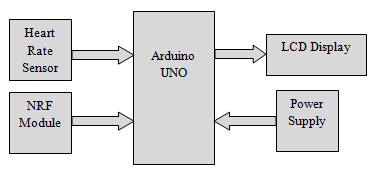 Heart
Rate
Sensor
NRF
Module
Arduino
UNO
LCD Display
Power
Supply